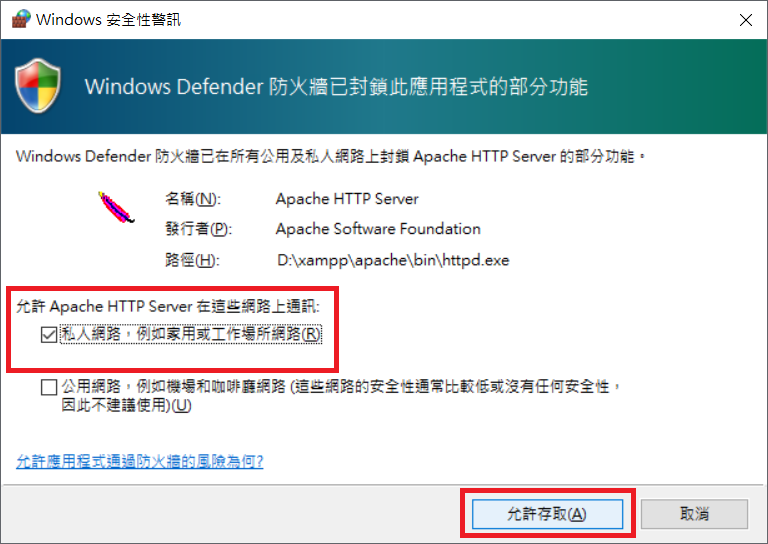 Windows 安全性警訊
Windows Defender 防火牆已封鎖此應用程式的部分功能
Windows Defender 防火牆已在所有公用及私人網路上封鎖 Apache HTTP Server 的部分功能。
名稱(N): Apache HTTP Server
發行者(P): Apache Software Foundation
路徑(H): D:\xampp\apache\bin\httpd.exe
允許 Apache HTTP Server 在這些網路上通訊:
私人網路，例如家用或工作場所網路(R)
公用網路，例如機場和咖啡廳網路 (這些網路的安全性通常比較低或沒有任何安全性，
因此不建議使用)(U)
允許應用程式通過防火牆的風險為何?
允許存取(A) 取消